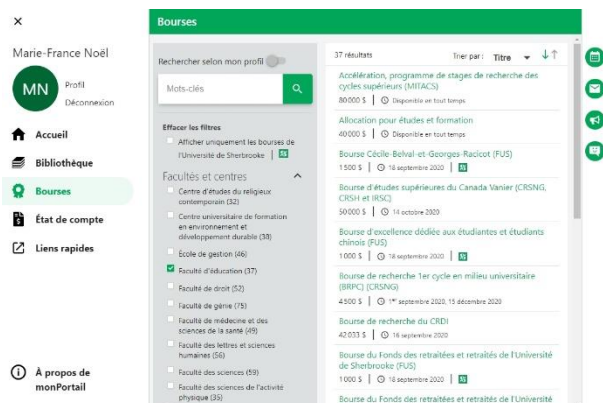 Marie-France Noël
MN
Profil
Déconnexion
Accueil
Bibliothèque
Bourses
État de compte
Liens rapides
À propos de
monPortail
Bourses
Rechercher selon mon profil
Mots-clés
Effacer les filtres
Afficher uniquement les bourses de
l'Université de Sherbrooke
Facultés et centres
Centre d'études du religieux
contemporain (32)
Centre universitaire de formation
en environnement et
développement durable (38)
École de gestion (46)
Faculté d'éducation (37)
Faculté de droit (52)
Faculté de génie (75)
Faculté de médecine et des
sciences de la santé (49)
Faculté des lettres et sciences
humaines (56)
Faculté des sciences (59)
Faculté des sciences de l'activité
physique (35)
37 résultats
Trier par : Titre
Accélération, programme de stages de recherche des
cycles supérieurs (MITACS)
80 000 $ Disponible en tout temps
Allocation pour études et formation
40 000 $ Disponible en tout temps
Bourse Cécile-Belval-et-Georges-Racicot (FUS)
1 500 $ 18 septembre 2020
Bourse d'études supérieures du Canada Vanier (CRSNG,
CRSH et IRSC)
50 000 $ 14 octobre 2020
Bourse d'excellence dédiée aux étudiantes et étudiants
chinois (FUS)
1 000 $ 18 septembre 2020
Bourse de recherche 1er cycle en milieu universitaire
(BRPC) (CRSNG)
4 500 $ 1er septembre 2020, 15 décembre 2020
Bourse de recherche du CRDI
42 033 $ 16 septembre 2020
Bourse du Fonds des retraitées et retraités de l'Université
de Sherbrooke (FUS)
1 000 $ 18 septembre 2020
Bourse du Fonds des retraitées et retraités de l'Université